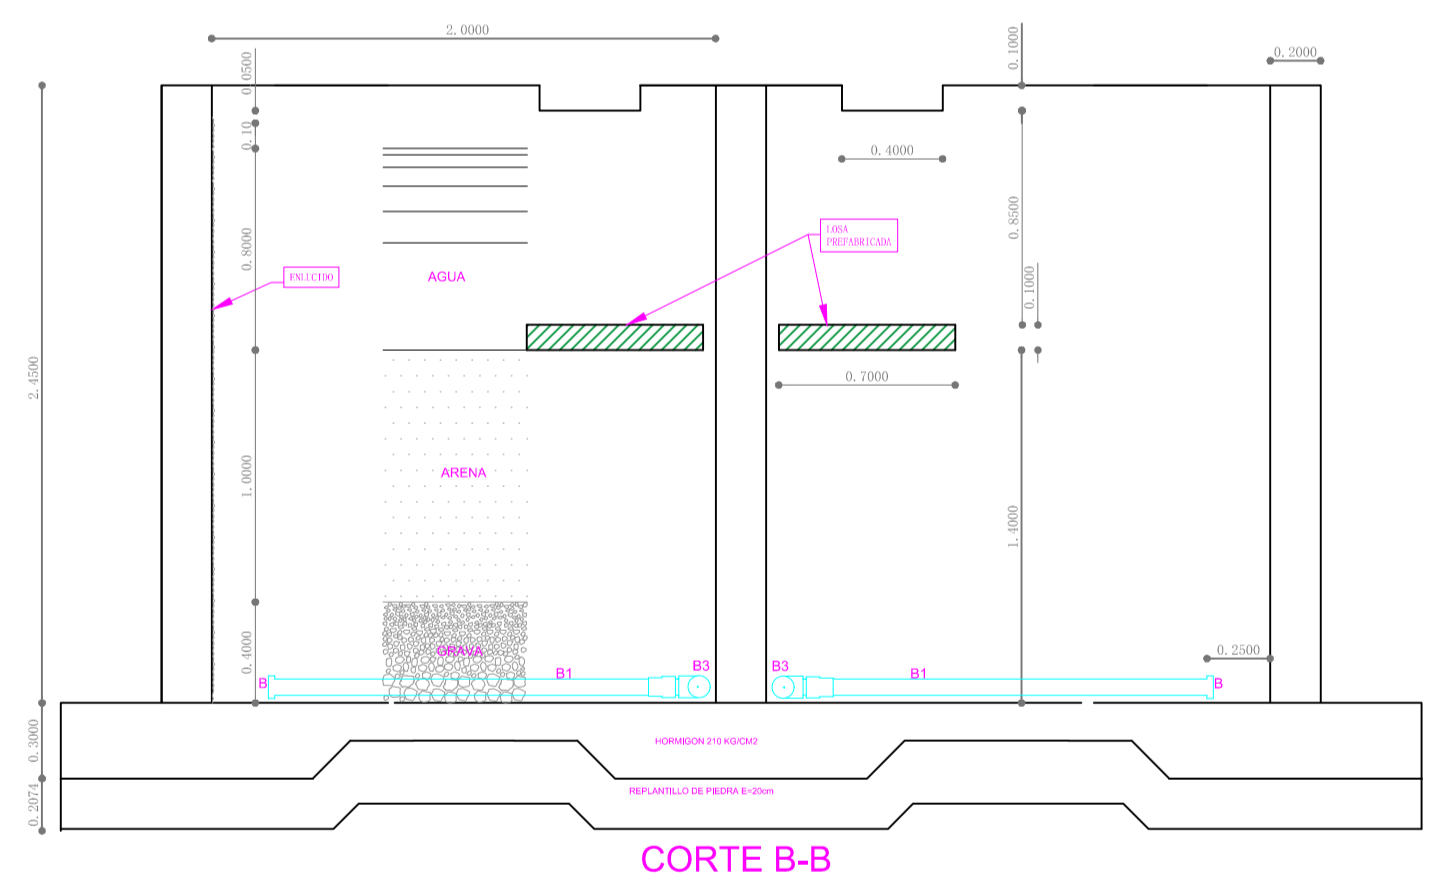 2.0000
0.0500
0.1000
0.2000
0.10
0.4000
0.8000
0.8500
LOSA
PREFABRICADA
ENLUCIDO
AGUA
0.1000
2.4500
0.7000
ARENA
1.0000
1.4000
GRAVA
0.4000
B
B1
B3
B3
B1
B
0.2500
0.3000
HORMIGON 210 KG/CM2
REPLANTILLO DE PIEDRA E=20cm
0.2074
CORTE B-B